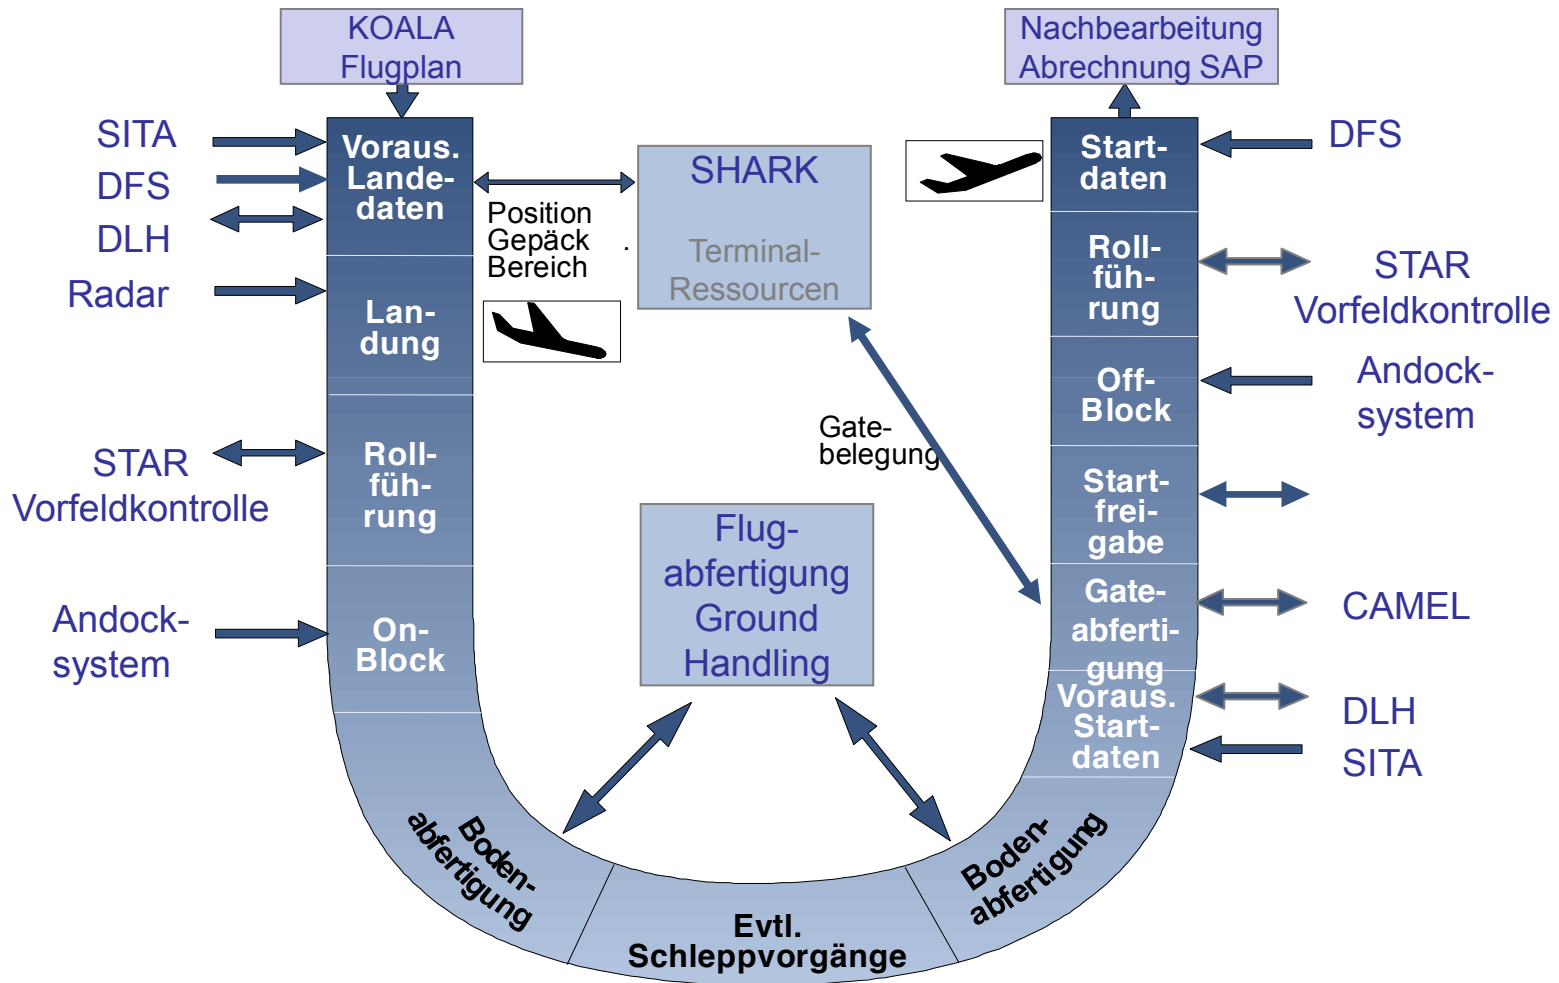 KOALA
Flugplan
Nachbearbeitung
Abrechnung SAP
SITA
DFS
DLH
Radar
STAR
Vorfeldkontrolle
Andock-
system
Voraus.
Lande-
daten
Lan-
dung
Roll-
füh-
rung
On-
Block
Boden-
abfertigung
Evtl.
Schleppvorgänge
Boden-
abfertigung
Position
Gepäck .
Bereich
SHARK
Terminal-
Ressourcen
Gate-
belegung
Flug-
abfertigung
Ground
Handling
Start-
daten
Roll-
füh-
rung
Off-
Block
Start-
frei-
gabe
Gate-
abferti-
gung
Voraus.
Start-
daten
DFS
STAR
Vorfeldkontrolle
Andock-
system
CAMEL
DLH
SITA